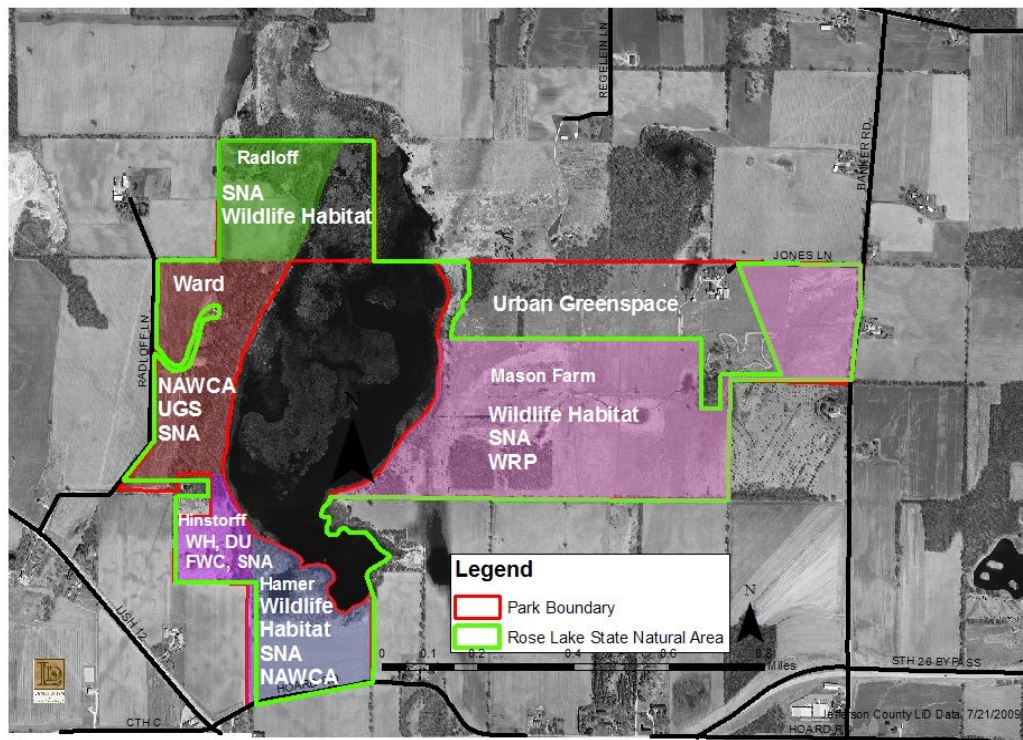 REGELEIN LN
BANKER RD
Radloff
SNA
Wildlife Habitat
JONES LN
Ward
Urban Greenspace
RADLOFF LN
Mason Farm
NAWCA
UGS
SNA
N
Wildlife Habitat
SNA
WRP
Hinstorff
WH, DU
FWC, SNA
Hamer
Wildlife
Habitat
SNA
NAWCA
Legend
Park Boundary
Rose Lake State Natural Area
N
USH 12
0 0.1 0.2 0.4 0.6 0.8
Miles
STH 26 BYPASS
CTH C
Jefferson County LiD Data, 7/21/2009
HOARD R